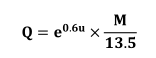 Q = e^0.6u × M/13.5